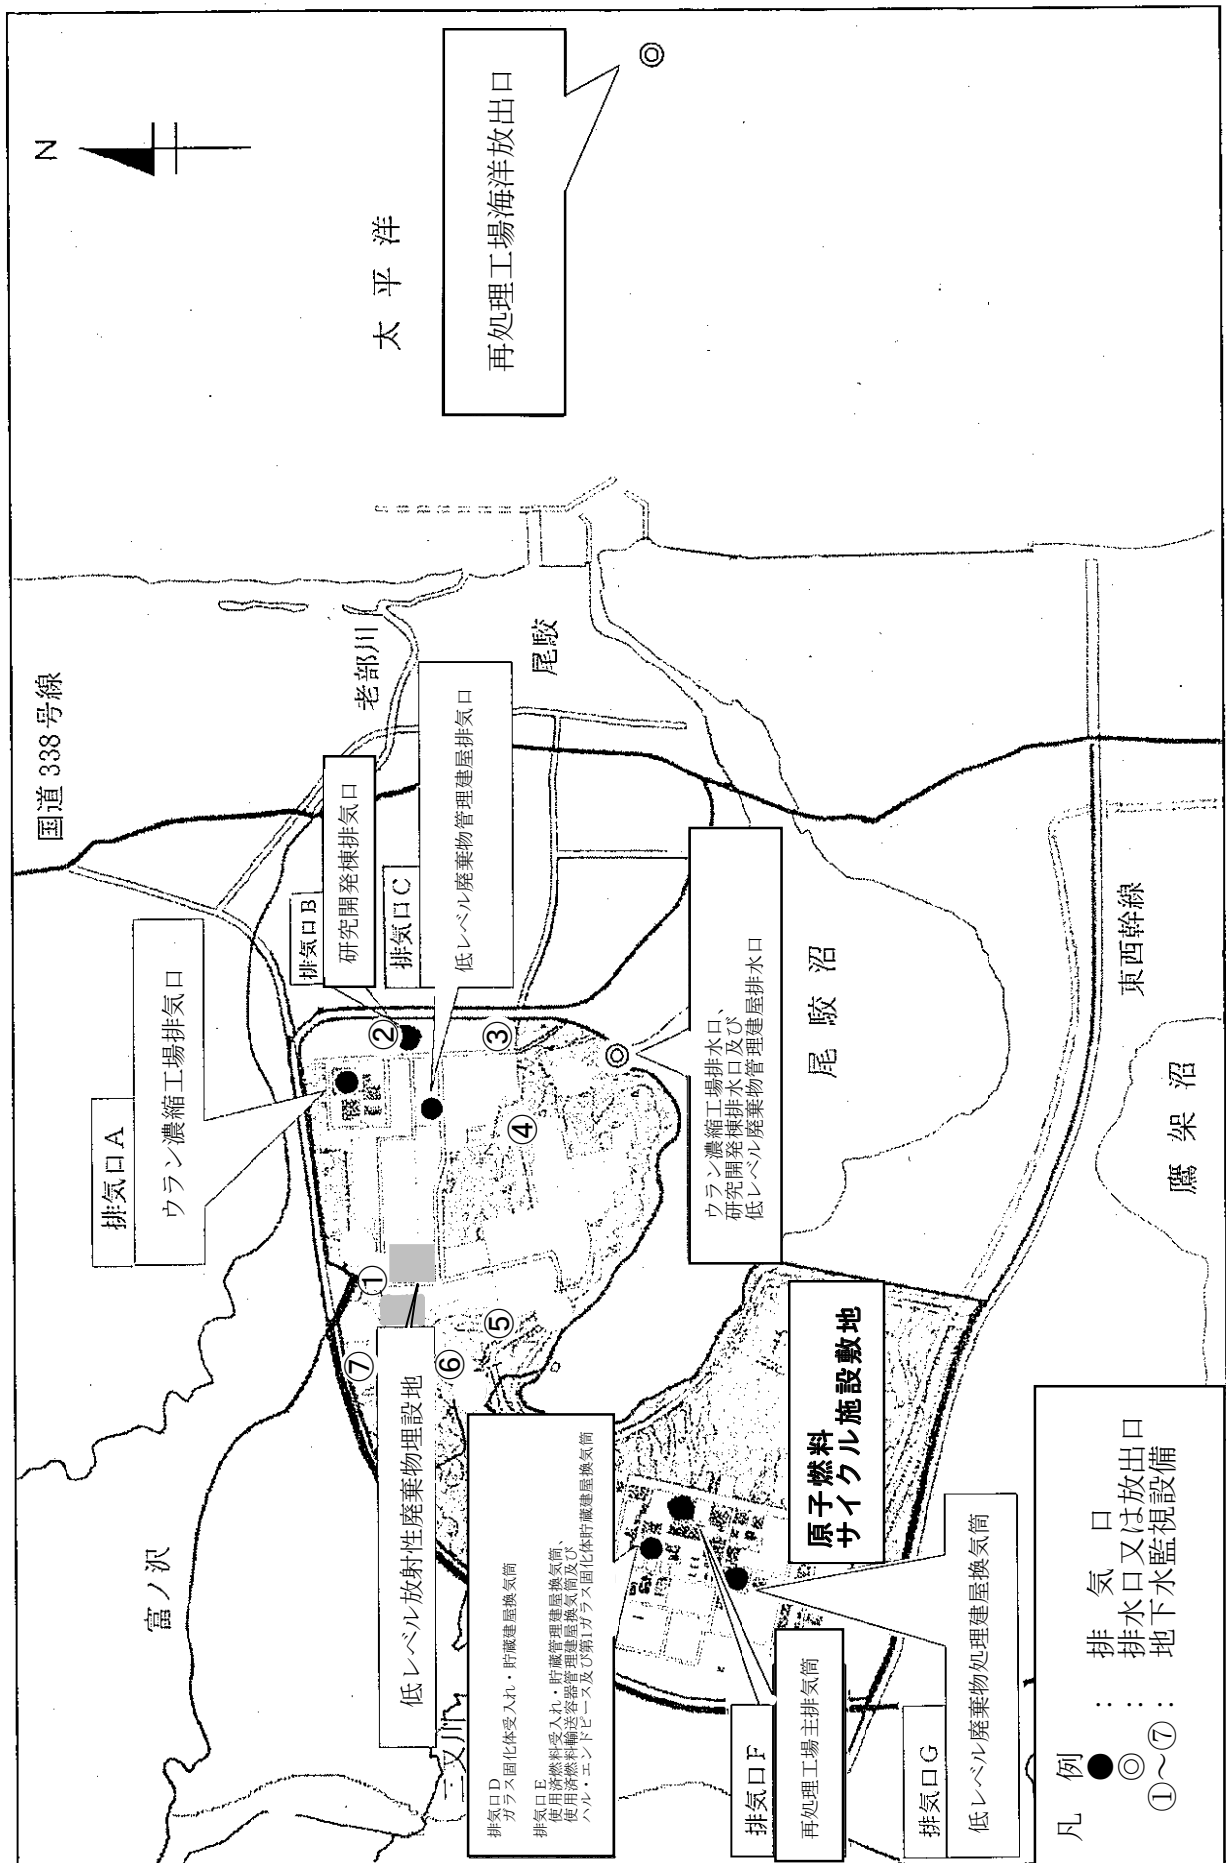 N
国道338号線
太平洋
再処理工場海洋放出口
老部川
尾駮
富ノ沢
排気口A
ウラン濃縮工場排気口
排気口B
研究開発棟排気口
排気口C
低レベル廃棄物管理建屋排気口
①
②
③
④
⑤
⑥
⑦
低レベル放射性廃棄物埋設地
ウラン濃縮工場排水口、
研究開発棟排水口及び
低レベル廃棄物管理建屋排水口
尾駮沼
二又川
排気口D
ガラス固化体受入れ・貯蔵建屋換気筒
排気口E
使用済燃料受入れ・貯蔵管理建屋換気筒、
使用済燃料輸送容器管理建屋換気筒及び
ハル・エンドピース及び第1ガラス固化体貯蔵建屋換気筒
原子燃料
サイクル施設敷地
排気口F
再処理工場主排気筒
排気口G
低レベル廃棄物処理建屋換気筒
東西幹線
鷹架沼
凡例
●：排気口
◎：排水口又は放出口
①～⑦：地下水監視設備